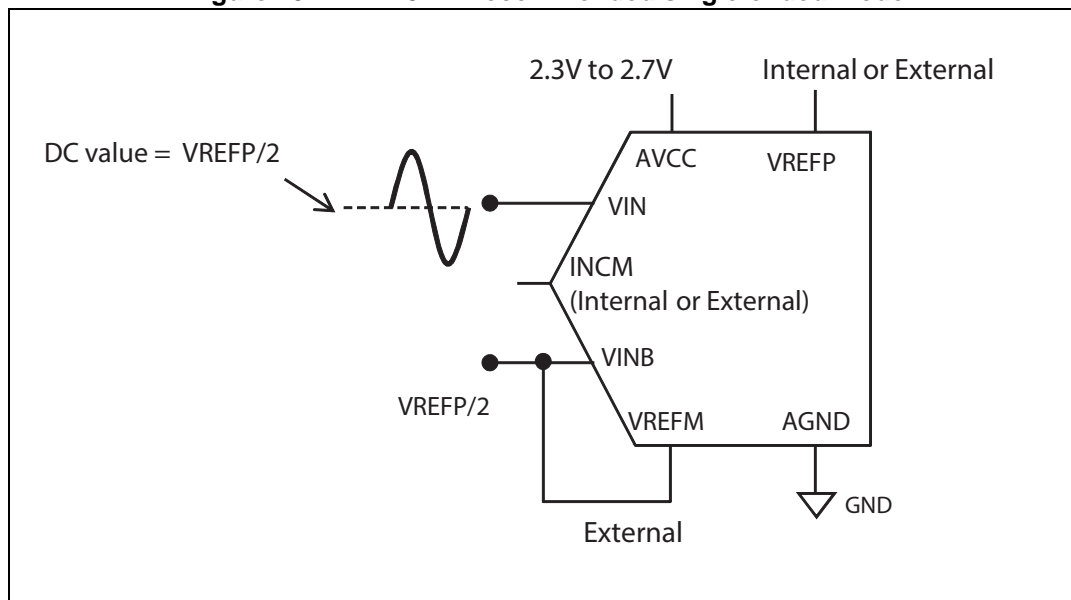 2.3V to 2.7V
Internal or External
DC value = VREFP/2
AVCC
VREFP
VIN
INCM
(Internal or External)
VINB
VREFP/2
VREFM
AGND
GND
External